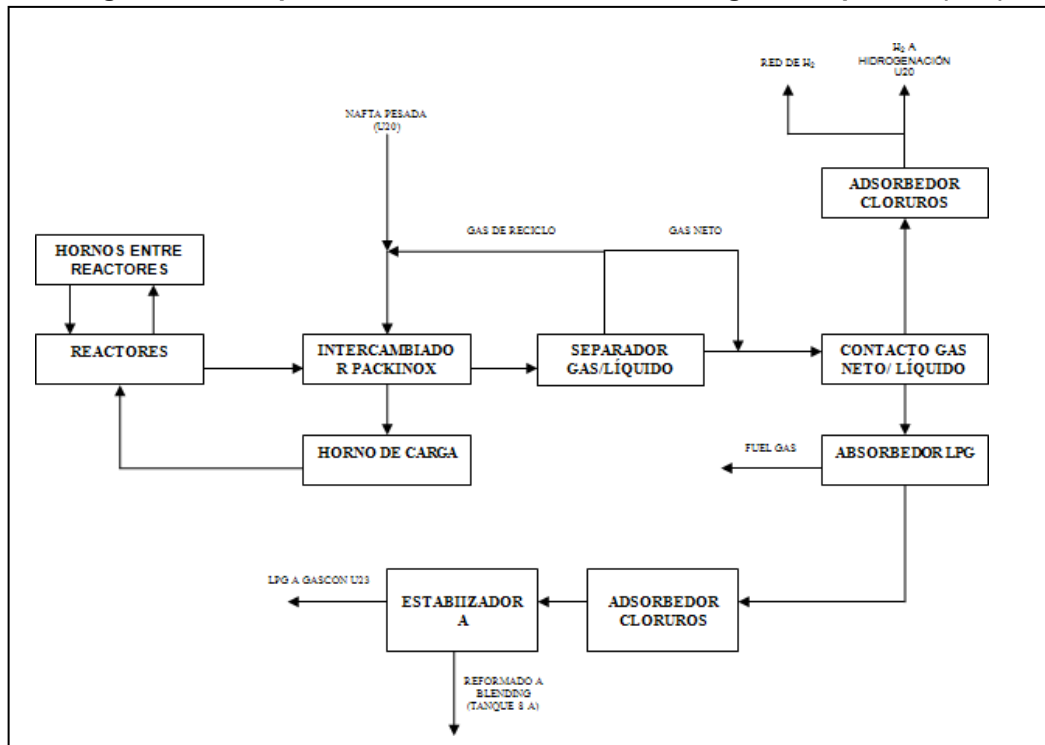 H₂ A
HIDROGENACIÓN
U20
RED DE H₂
NAFTA PESADA
(U20)
ADSORBEDOR
CLORUROS
GAS DE RECICLO
GAS NETO
HORNOS ENTRE
REACTORES
REACTORES
INTERCAMBIADO
R PACKINOX
SEPARADOR
GAS/LÍQUIDO
CONTACTO GAS
NETO/ LÍQUIDO
HORNO DE CARGA
FUEL GAS
ABSORBEDOR LPG
LPG A GASCON U23
ESTABIIZADOR
A
ADSORBEDOR
CLORUROS
REFORMADO A
BLENDING
(TANQUE 8 A)